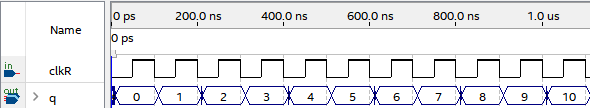 Name
0 ps 200.0 ns 400.0 ns 600.0 ns 800.0 ns 1.0 us
0 ps
in clkR
out > q 0 1 2 3 4 5 6 7 8 9 10